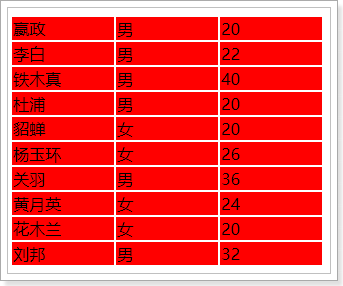 嬴政 男 20
李白 男 22
铁木真 男 40
杜浦 男 20
貂蝉 女 20
杨玉环 女 26
关羽 男 36
黄月英 女 24
花木兰 女 20
刘邦 男 32